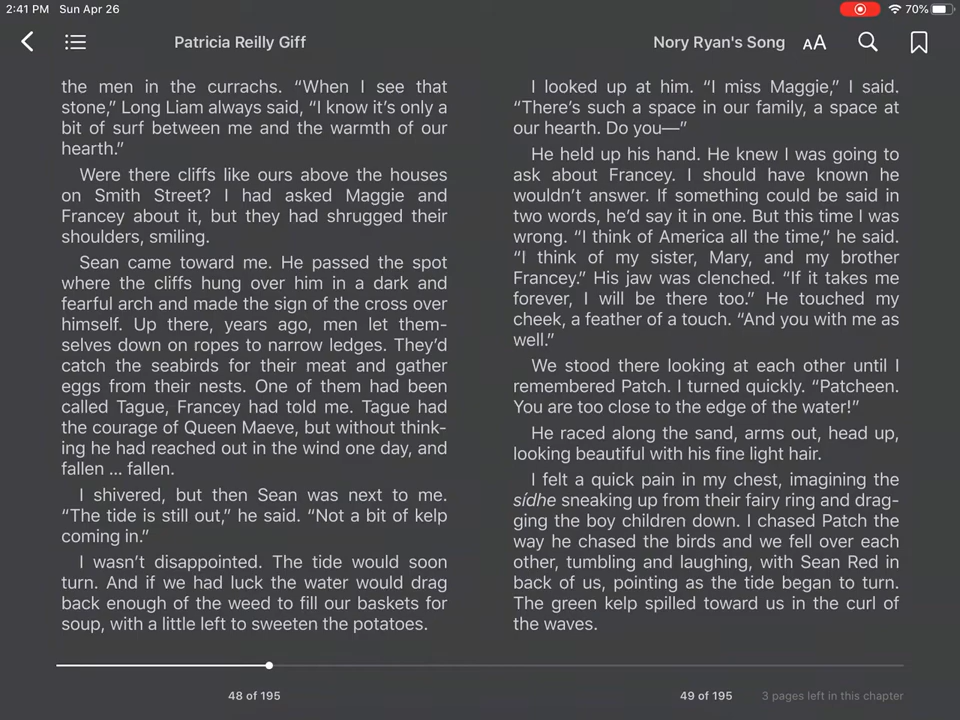 2:41 PM Sun Apr 26
70%
Patricia Reilly Giff
Nory Ryan's Song
AA
the men in the currachs. “When I see that
stone,” Long Liam always said, “I know it’s only a
bit of surf between me and the warmth of our
hearth.”
Were there cliffs like ours above the houses
on Smith Street? I had asked Maggie and
Francey about it, but they had shrugged their
shoulders, smiling.
Sean came toward me. He passed the spot
where the cliffs hung over him in a dark and
fearful arch and made the sign of the cross over
himself. Up there, years ago, men let them-
selves down on ropes to narrow ledges. They’d
catch the seabirds for their meat and gather
eggs from their nests. One of them had been
called Tague, Francey had told me. Tague had
the courage of Queen Maeve, but without think-
ing he had reached out in the wind one day, and
fallen ... fallen.
I shivered, but then Sean was next to me.
“The tide is still out,” he said. “Not a bit of kelp
coming in.”
I wasn’t disappointed. The tide would soon
turn. And if we had luck the water would drag
back enough of the weed to fill our baskets for
soup, with a little left to sweeten the potatoes.
I looked up at him. “I miss Maggie,” I said.
“There’s such a space in our family, a space at
our hearth. Do you—”
He held up his hand. He knew I was going to
ask about Francey. I should have known he
wouldn’t answer. If something could be said in
two words, he’d say it in one. But this time I was
wrong. “I think of America all the time,” he said.
“I think of my sister, Mary, and my brother
Francey.” His jaw was clenched. “If it takes me
forever, I will be there too.” He touched my
cheek, a feather of a touch. “And you with me as
well.”
We stood there looking at each other until I
remembered Patch. I turned quickly. “Patcheen.
You are too close to the edge of the water!”
He raced along the sand, arms out, head up,
looking beautiful with his fine light hair.
I felt a quick pain in my chest, imagining the
sídhe sneaking up from their fairy ring and drag-
ging the boy children down. I chased Patch the
way he chased the birds and we fell over each
other, tumbling and laughing, with Sean Red in
back of us, pointing as the tide began to turn.
The green kelp spilled toward us in the curl of
the waves.
48 of 195
49 of 195
3 pages left in this chapter